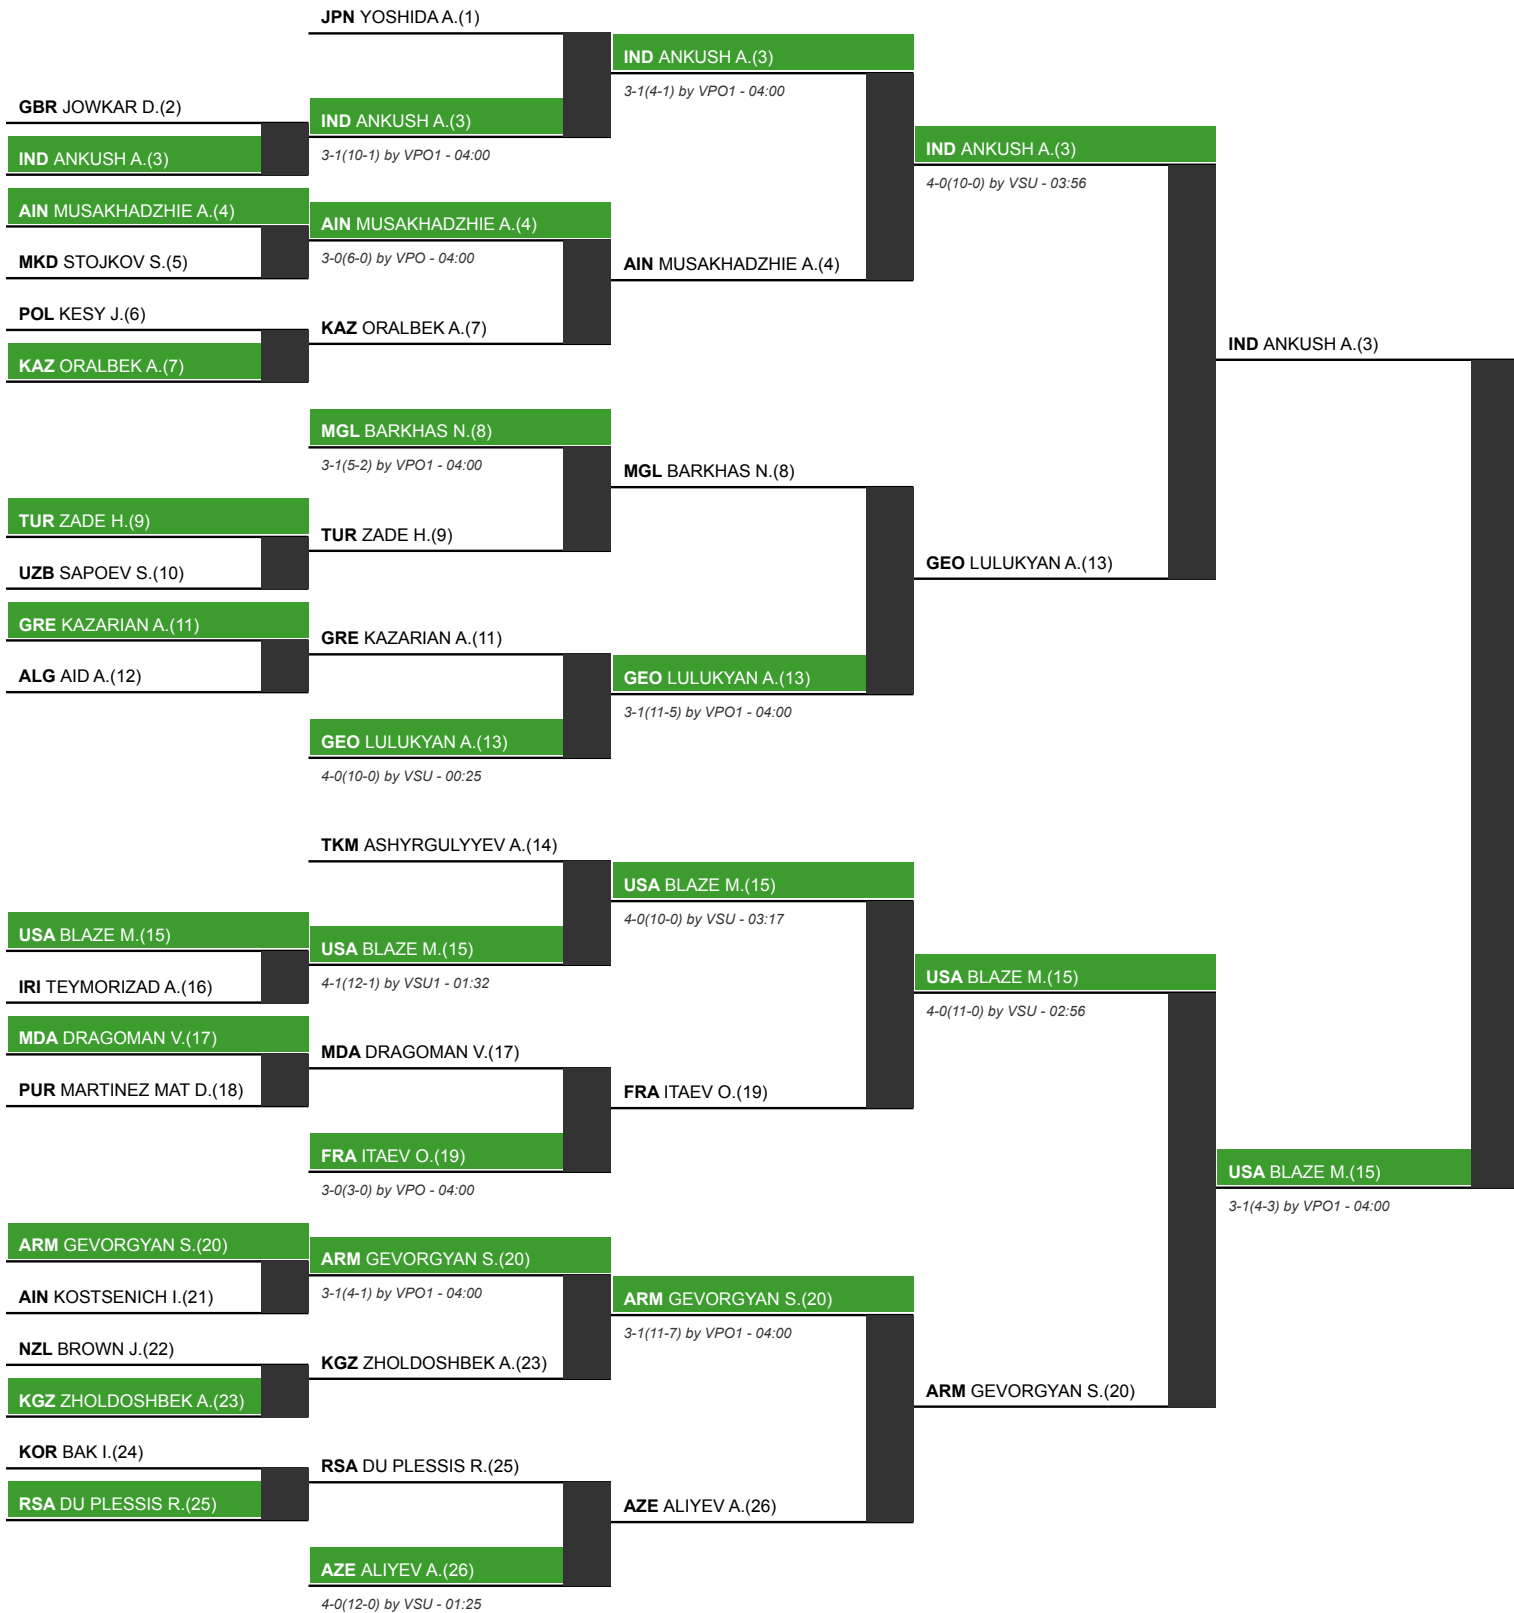 JPN YOSHIDA A.(1)
GBR JOWKAR D.(2)
IND ANKUSH A.(3)
AIN MUSAKHADZHIE A.(4)
MKD STOJKOV S.(5)
POL KESY J.(6)
KAZ ORALBEK A.(7)
TUR ZADE H.(9)
UZB SAPOEV S.(10)
GRE KAZARIAN A.(11)
ALG AID A.(12)
USA BLAZE M.(15)
IRI TEYMORIZAD A.(16)
MDA DRAGOMAN V.(17)
PUR MARTINEZ MAT D.(18)
ARM GEVORGYAN S.(20)
AIN KOSTSENICH I.(21)
NZL BROWN J.(22)
KGZ ZHOLDOSHBEK A.(23)
KOR BAK I.(24)
RSA DU PLESSIS R.(25)
IND ANKUSH A.(3)
3-1(10-1) by VPO1 - 04:00
AIN MUSAKHADZHIE A.(4)
3-0(6-0) by VPO - 04:00
KAZ ORALBEK A.(7)
MGL BARKHAS N.(8)
3-1(5-2) by VPO1 - 04:00
TUR ZADE H.(9)
GRE KAZARIAN A.(11)
GEO LULUKYAN A.(13)
4-0(10-0) by VSU - 00:25
TKM ASHYRGULYYEV A.(14)
USA BLAZE M.(15)
4-1(12-1) by VSU1 - 01:32
MDA DRAGOMAN V.(17)
FRA ITAEV O.(19)
3-0(3-0) by VPO - 04:00
ARM GEVORGYAN S.(20)
3-1(4-1) by VPO1 - 04:00
KGZ ZHOLDOSHBEK A.(23)
RSA DU PLESSIS R.(25)
AZE ALIYEV A.(26)
4-0(12-0) by VSU - 01:25
IND ANKUSH A.(3)
3-1(4-1) by VPO1 - 04:00
AIN MUSAKHADZHIE A.(4)
MGL BARKHAS N.(8)
GEO LULUKYAN A.(13)
3-1(11-5) by VPO1 - 04:00
USA BLAZE M.(15)
4-0(10-0) by VSU - 03:17
FRA ITAEV O.(19)
ARM GEVORGYAN S.(20)
3-1(11-7) by VPO1 - 04:00
AZE ALIYEV A.(26)
IND ANKUSH A.(3)
4-0(10-0) by VSU - 03:56
GEO LULUKYAN A.(13)
USA BLAZE M.(15)
4-0(11-0) by VSU - 02:56
ARM GEVORGYAN S.(20)
IND ANKUSH A.(3)
USA BLAZE M.(15)
3-1(4-3) by VPO1 - 04:00